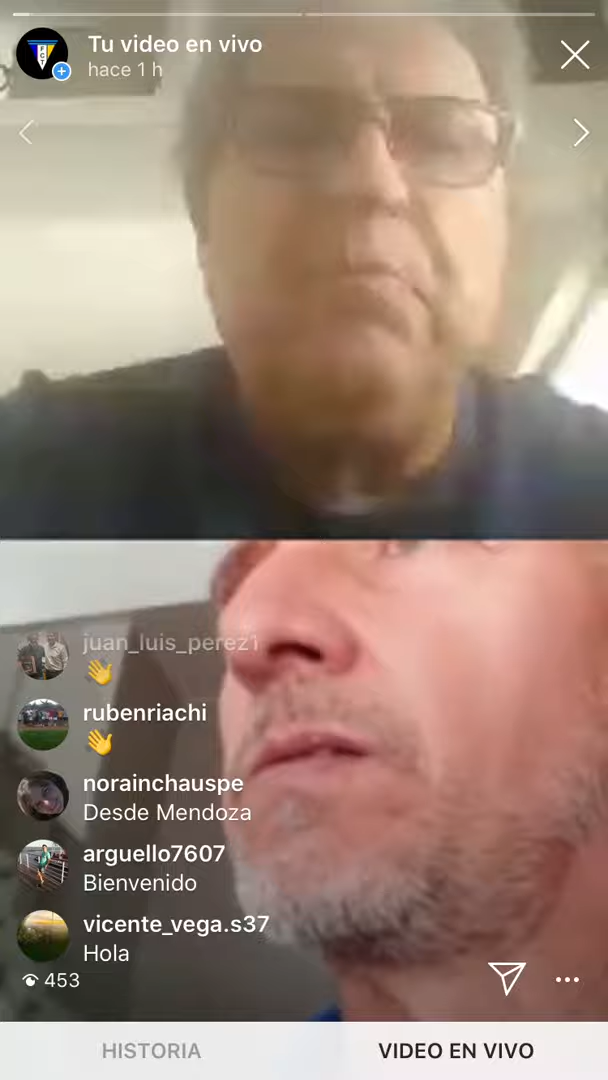 Tu video en vivo
hace 1 h
juan_luis_perez1
rubenriachi
norainchauspe
Desde Mendoza
arguello7607
Bienvenido
vicente_vega.s37
Hola
453
HISTORIA
VIDEO EN VIVO